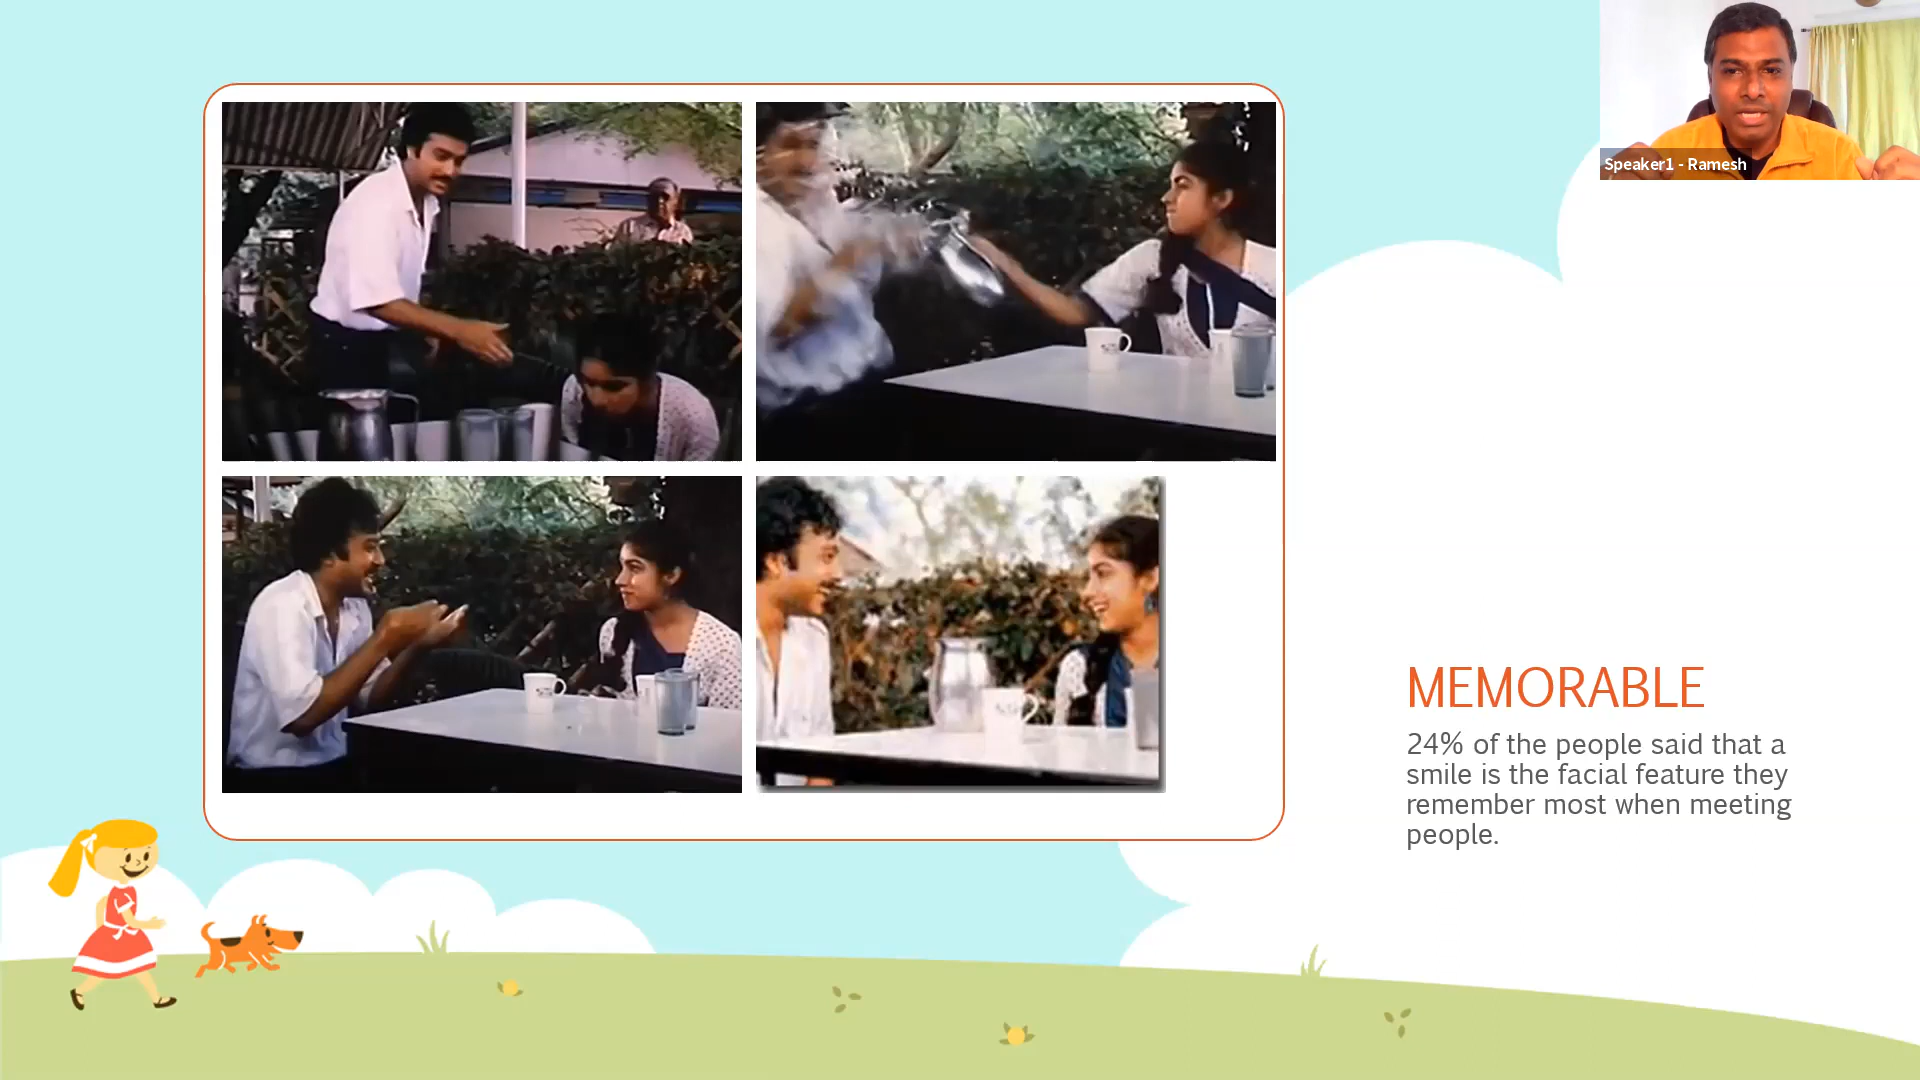 Speaker1 - Ramesh
MEMORABLE
24% of the people said that a
smile is the facial feature they
remember most when meeting
people.